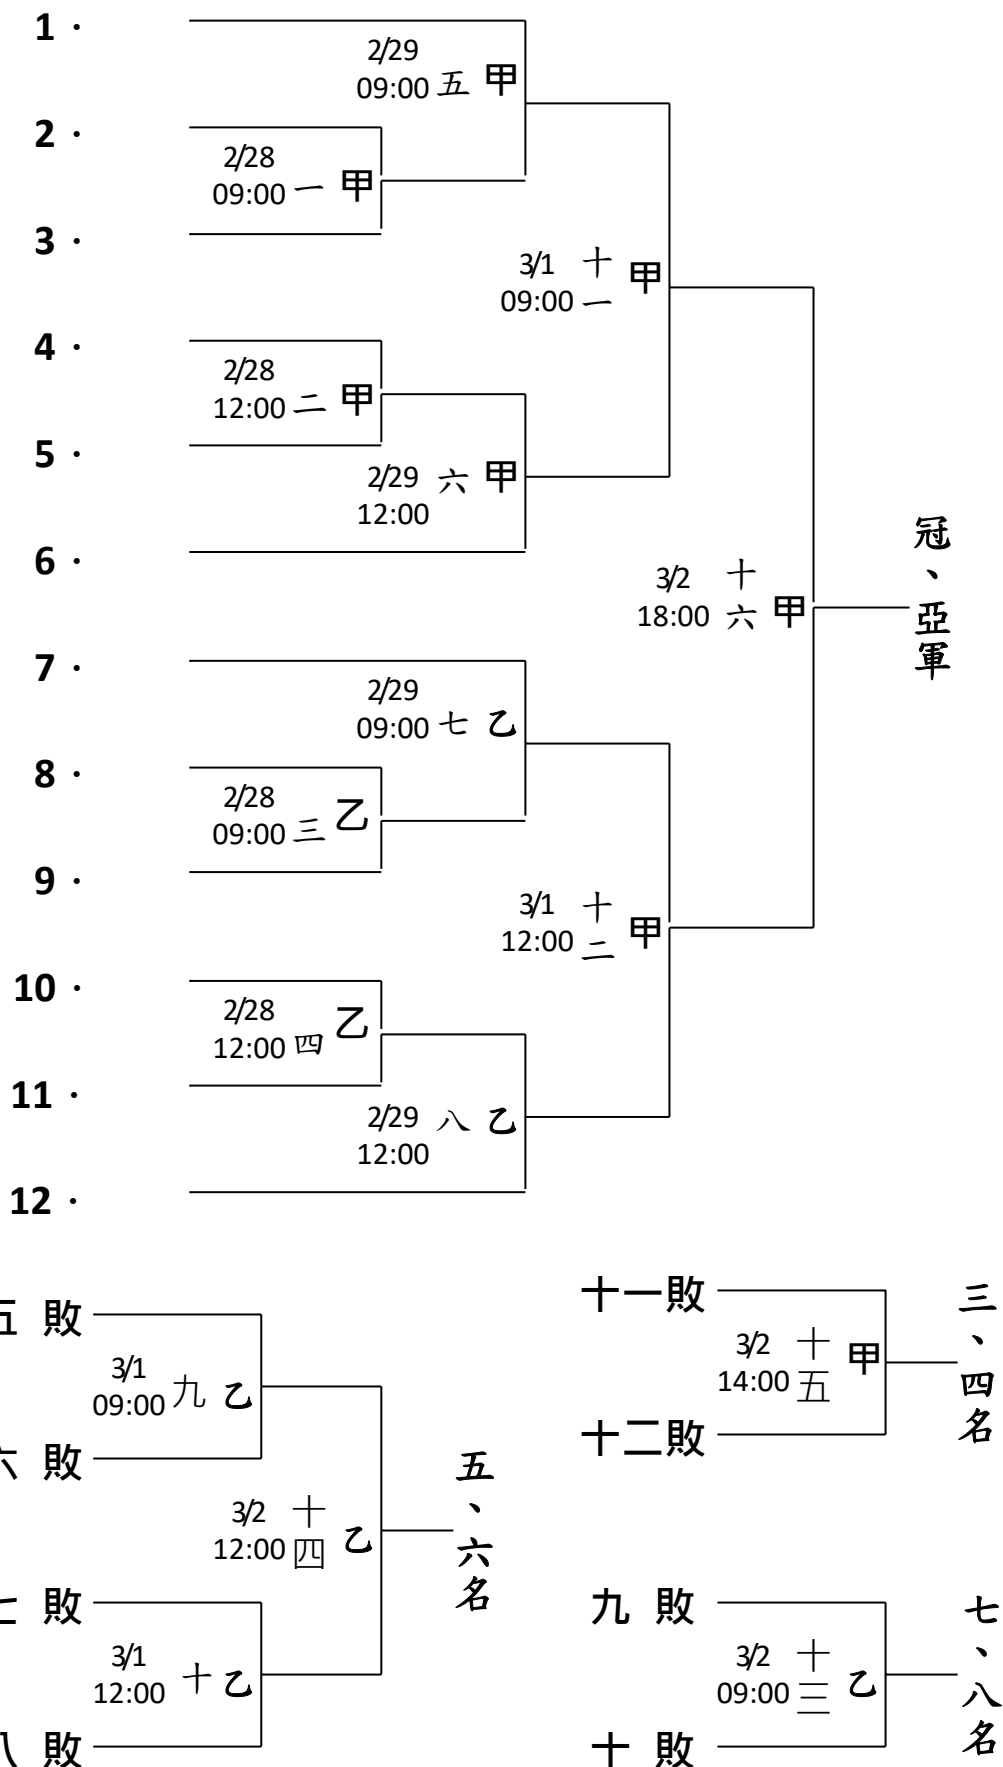 1 ·
2/29
09:00 五 甲
2 ·
2/28
09:00 一 甲
3 ·
3/1 十 甲
09:00 一
4 ·
2/28
12:00 二 甲
5 ·
2/29 六 甲
12:00
6 ·
冠、亞軍
3/2 十 甲
18:00 六
7 ·
2/29
09:00 七 乙
8 ·
2/28
09:00 三 乙
9 ·
3/1 十 甲
12:00 二
10 ·
2/28
12:00 四 乙
11 ·
2/29 八 乙
12:00
12 ·
五 敗
3/1
09:00 九 乙
六 敗
3/2 十 乙
12:00 四
五、六名
七 敗
3/1
12:00 十 乙
八 敗
十一敗
3/2 十 甲
14:00 五
十二敗
三、四名
九 敗
3/2 十 乙
09:00 三
十 敗
七、八名